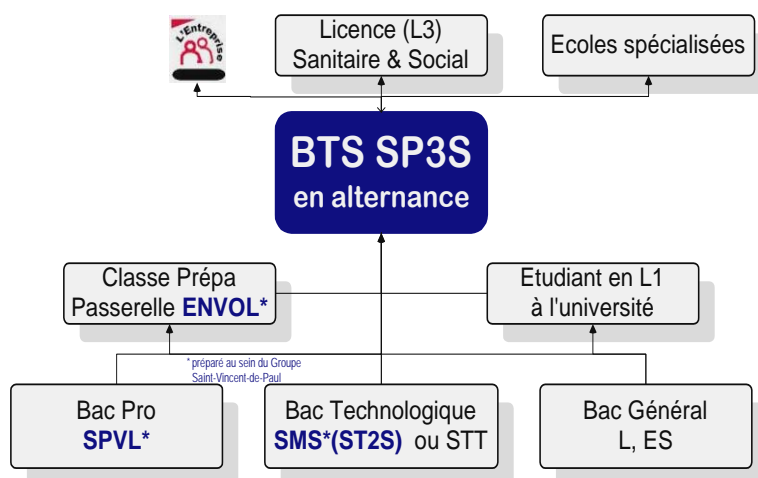 L'Entreprise
Licence (L3)
Sanitaire & Social
Ecoles spécialisées
BTS SP3S
en alternance
Classe Prépa
Passerelle ENVOL*
Etudiant en L1
à l'université
* préparé au sein du Groupe
Saint-Vincent-de-Paul
Bac Pro
SPVL*
Bac Technologique
SMS*(ST2S) ou STT
Bac Général
L, ES